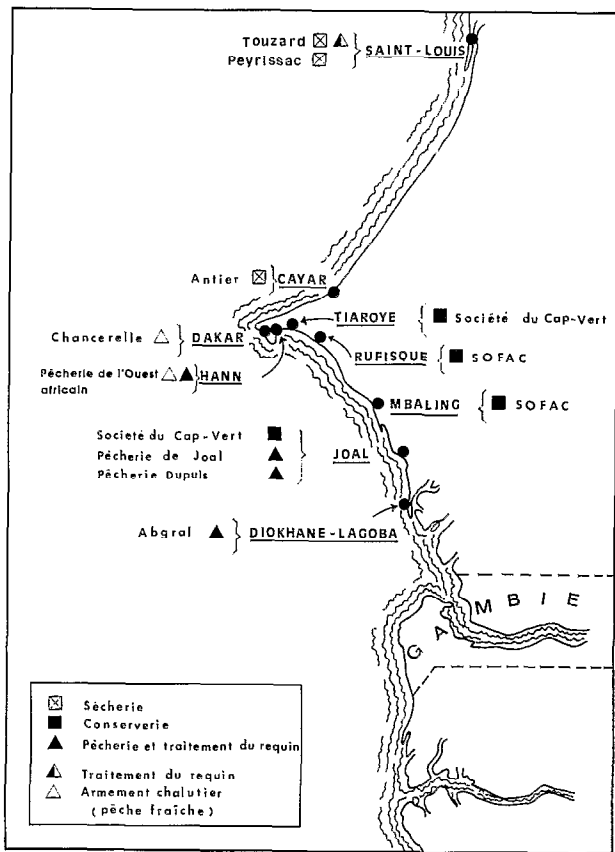 Touzard
Peyrissac
SAINT-LOUIS
Antier
CAYAR
TIAROYE
Société du Cap-Vert
Chancerelle
DAKAR
RUFISQUE
SOFAC
Pêcherie de l'Ouest
africain
HANN
MBALING
SOFAC
Societé du Cap-Vert
Pécherie de Joal
Pêcherie Dupuis
JOAL
Abgral
DIOKHANE-LAGOBA
GAMBIE
Sècherie
Conserverie
Pêcherie et traitement du requin
Traitement du requin
Armement chalutier
(pêche fraîche)